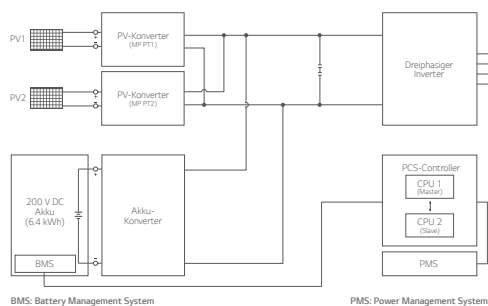 PV1
PV-Konverter
(MP PT1)
PV2
PV-Konverter
(MP PT2)
Dreiphasiger
Inverter
200 V DC
Akku
(6.4 kWh)
BMS
Akku-
Konverter
PCS-Controller
CPU 1
(Master)
CPU 2
(Slave)
PMS
BMS: Battery Management System
PMS: Power Management System